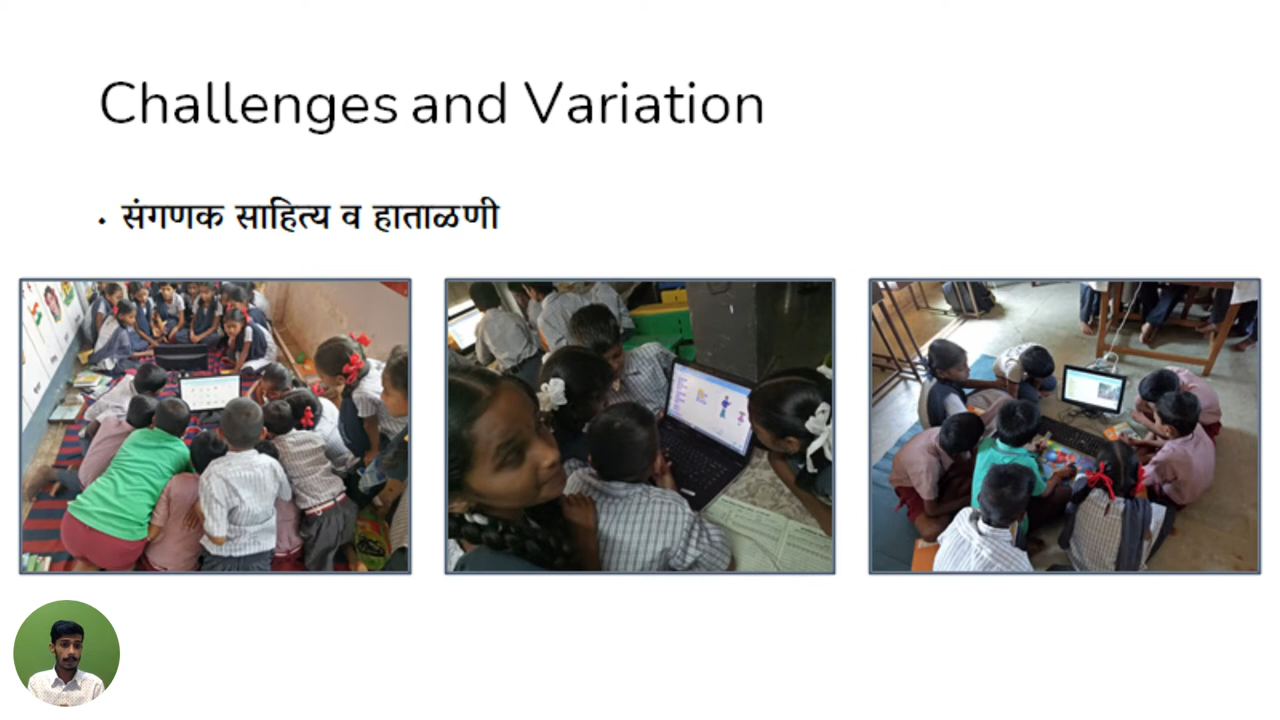 Challenges and Variation
• संगणक साहित्य व हाताळणी